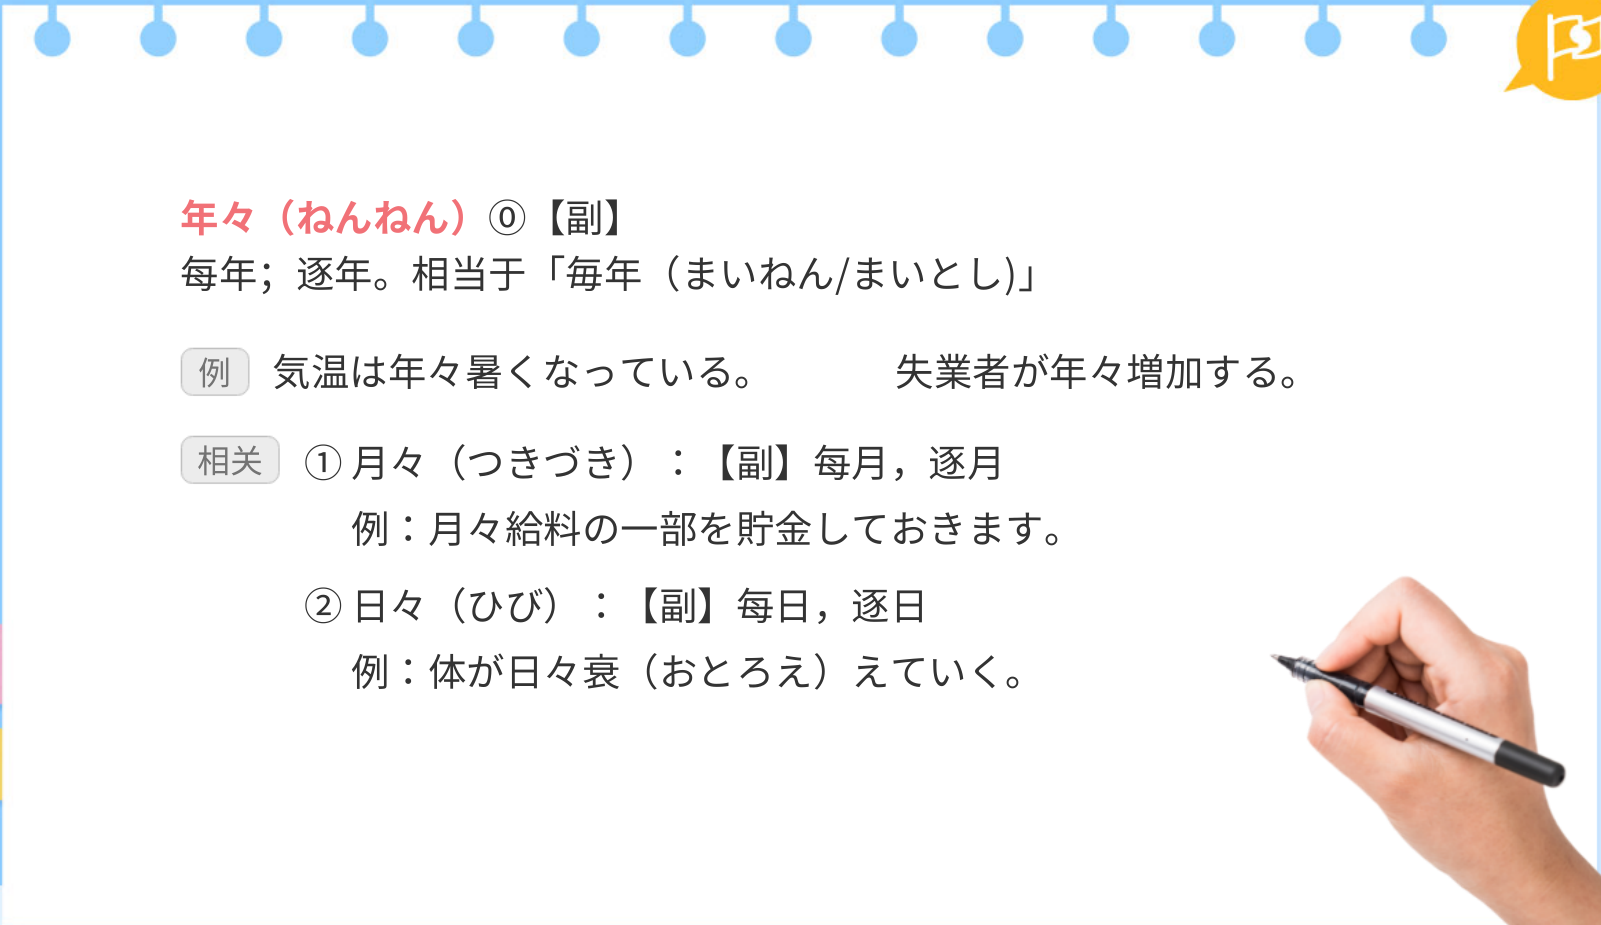 年々（ねんねん）⓪【副】
每年；逐年。相当于「毎年（まいねん/まいとし)」
例 気温は年々暑くなっている。 失業者が年々増加する。
相关 ① 月々（つきづき）：【副】每月，逐月
例：月々給料の一部を貯金しておきます。
② 日々（ひび）：【副】每日，逐日
例：体が日々衰（おとろえ）えていく。